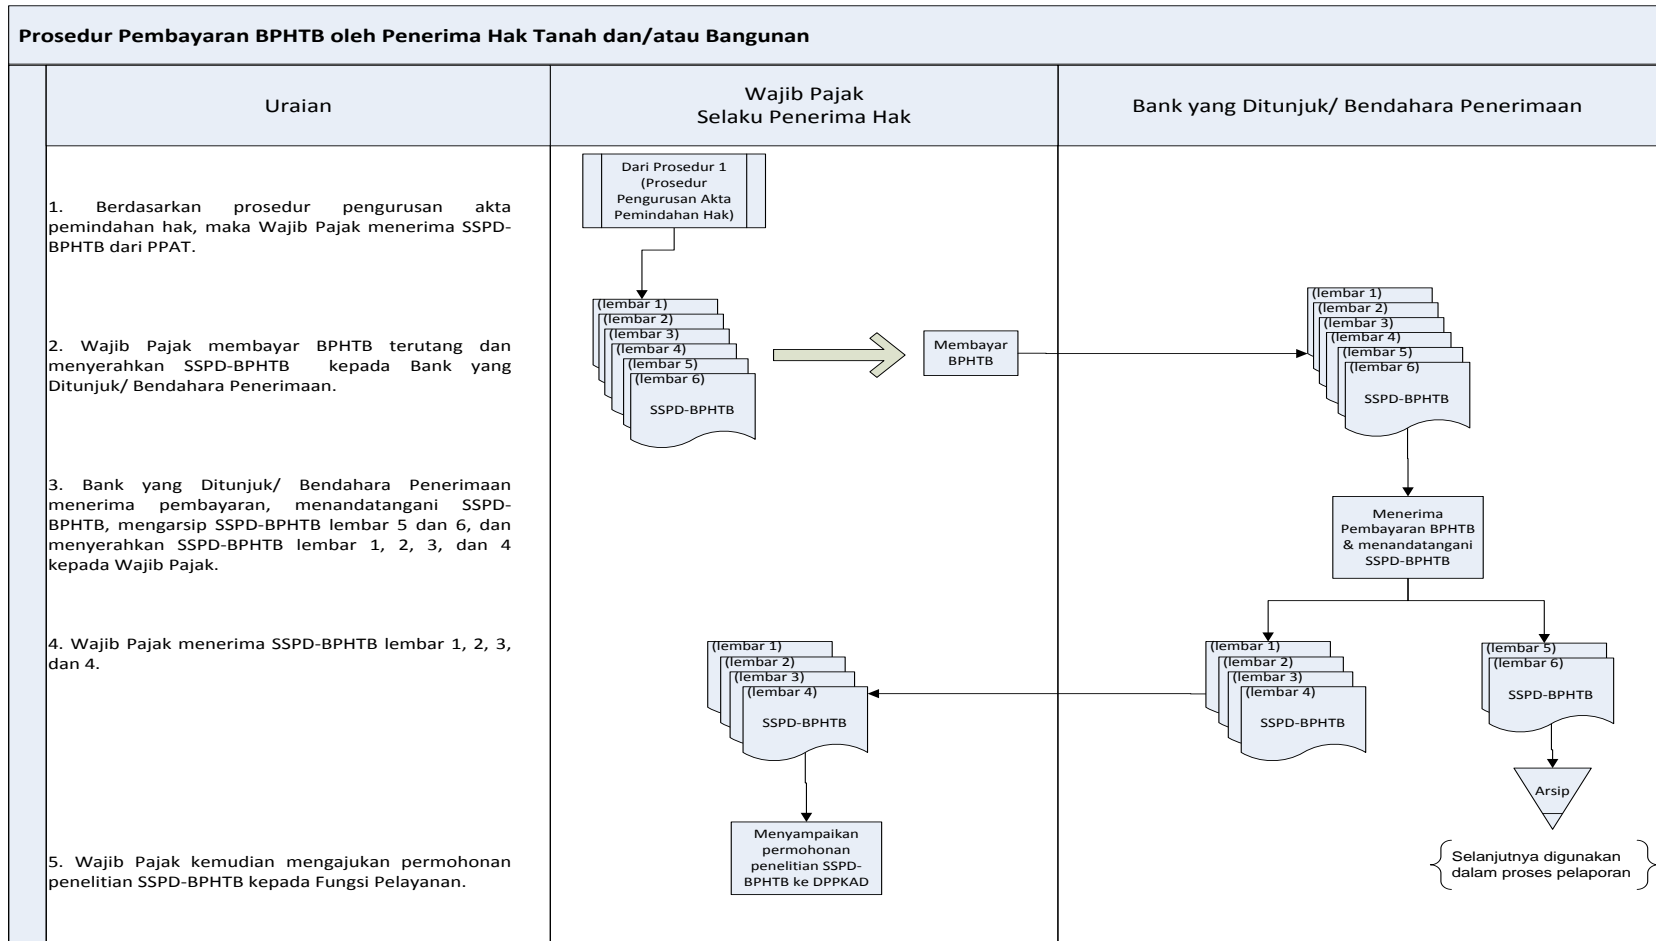 Prosedur Pembayaran BPHTB oleh Penerima Hak Tanah dan/atau Bangunan
Uraian
Wajib Pajak
Selaku Penerima Hak
Bank yang Ditunjuk/ Bendahara Penerimaan
1. Berdasarkan prosedur pengurusan akta
pemindahan hak, maka Wajib Pajak menerima SSPD-
BPHTB dari PPAT.
Dari Prosedur 1
(Prosedur
Pengurusan Akta
Pemindahan Hak)
2. Wajib Pajak membayar BPHTB terutang dan
menyerahkan SSPD-BPHTB kepada Bank yang
Ditunjuk/ Bendahara Penerimaan.
(lembar 1)
(lembar 2)
(lembar 3)
(lembar 4)
(lembar 5)
(lembar 6)
SSPD-BPHTB
Membayar
BPHTB
(lembar 1)
(lembar 2)
(lembar 3)
(lembar 4)
(lembar 5)
(lembar 6)
SSPD-BPHTB
3. Bank yang Ditunjuk/ Bendahara Penerimaan
menerima pembayaran, menandatangani SSPD-
BPHTB, mengarsip SSPD-BPHTB lembar 5 dan 6, dan
menyerahkan SSPD-BPHTB lembar 1, 2, 3, dan 4
kepada Wajib Pajak.
Menerima
Pembayaran BPHTB
& menandatangani
SSPD-BPHTB
4. Wajib Pajak menerima SSPD-BPHTB lembar 1, 2, 3,
dan 4.
(lembar 1)
(lembar 2)
(lembar 3)
(lembar 4)
SSPD-BPHTB
(lembar 1)
(lembar 2)
(lembar 3)
(lembar 4)
SSPD-BPHTB
(lembar 5)
(lembar 6)
SSPD-BPHTB
Arsip
5. Wajib Pajak kemudian mengajukan permohonan
penelitian SSPD-BPHTB kepada Fungsi Pelayanan.
Menyampaikan
permohonan
penelitian SSPD-
BPHTB ke DPPKAD
Selanjutnya digunakan
dalam proses pelaporan